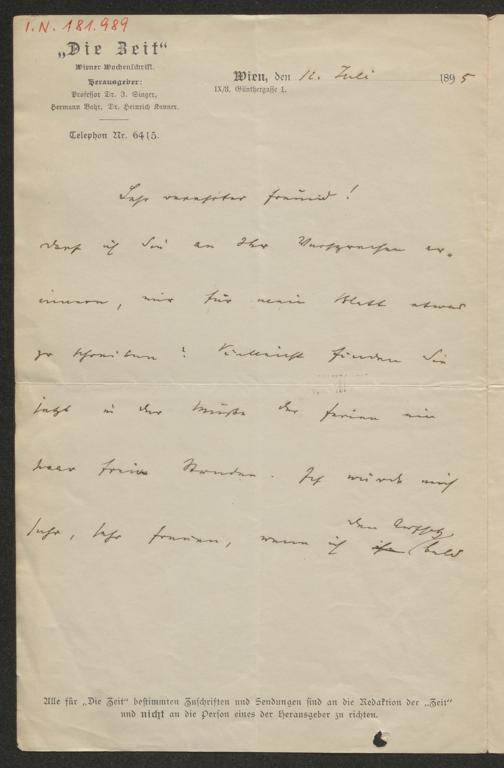 I.N. 181.989
„Die Zeit“
Wiener Wochenschrift.
Herausgeber:
Professor Dr. J. Singer,
Hermann Bahr, Dr. Heinrich Kanner.
Telephon Nr. 6415.
Wien, den 12. Juli 1895
IX/3, Günthergasse 1.
Sehr verehrter Freund!
darf ich Sie an Ihr Versprechen er-
innern, mir für mein Blatt etwas
zu schreiben? Vielleicht finden Sie
jetzt in der Muße der Ferien ein
paar freie Stunden. Ich würde mich
sehr, sehr freuen, wenn ich
den Aufsatz
bald
Alle für „Die Zeit“ bestimmten Zuschriften und Sendungen sind an die Redaktion der „Zeit“
und nicht an die Person eines der Herausgeber zu richten.